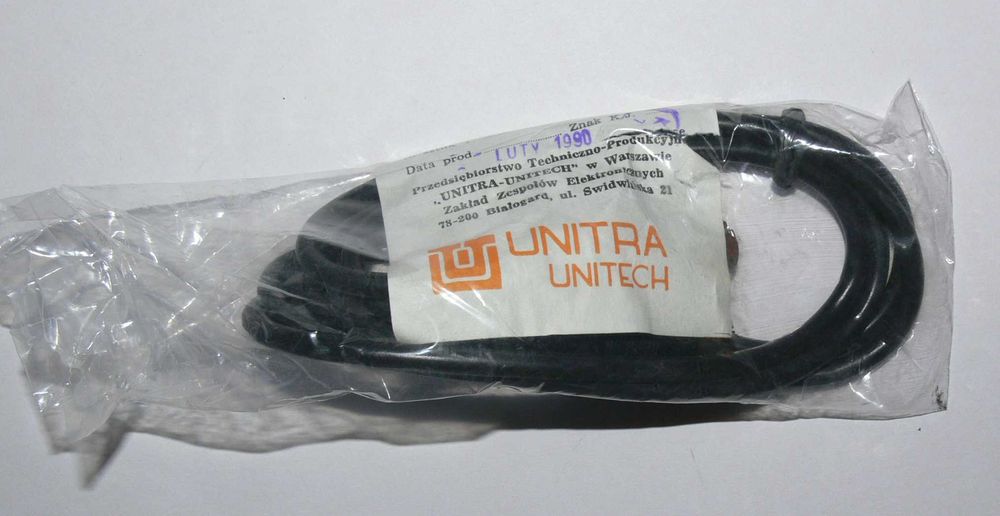 Znak K.J.
Data prod. LUTY 1990
Przedsiębiorstwo Techniczno-Produkcyjne
„UNITRA-UNITECH" w Warszawie
Zakład Zespołów Elektronicznych
78-200 Białogard, ul. Świdwińska 21
UNITRA
UNITECH